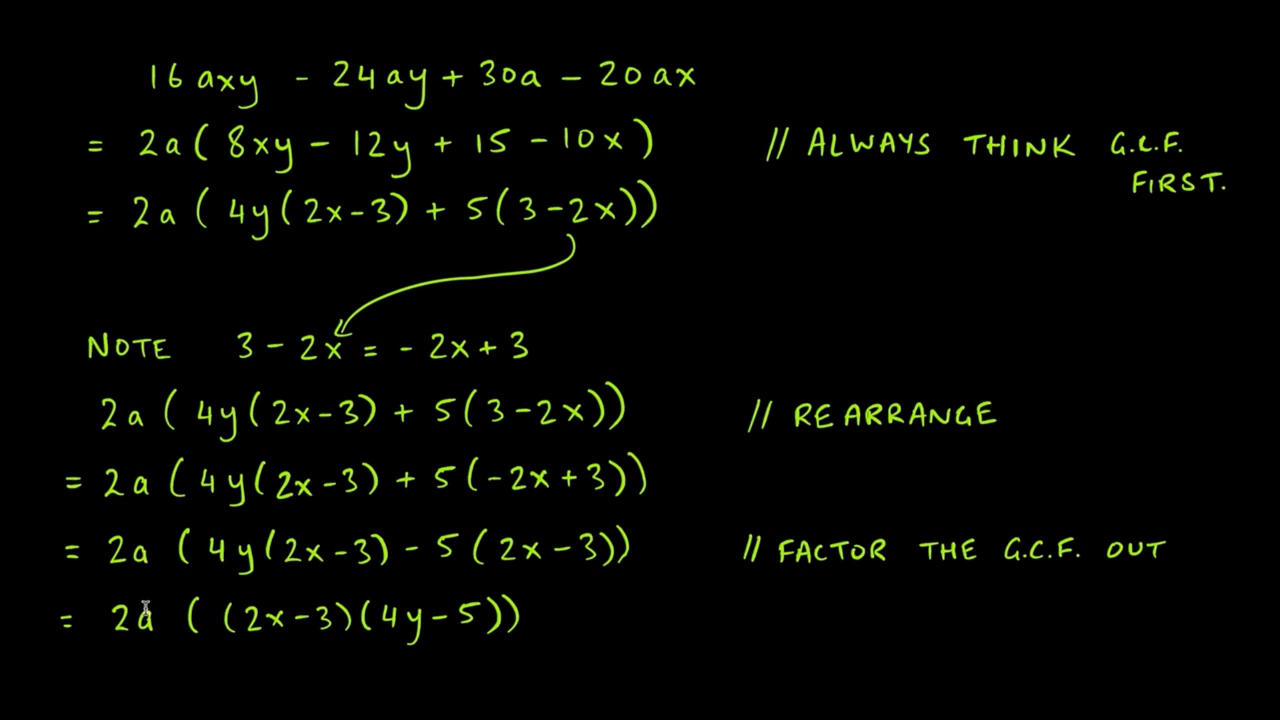 16axy - 24ay + 30a - 20ax
= 2a(8xy - 12y + 15 - 10x) // ALWAYS THINK G.C.F.
FIRST.
= 2a(4y(2x-3) + 5(3-2x))
NOTE 3 - 2x = - 2x + 3
2a(4y(2x-3) + 5(3-2x)) // REARRANGE
= 2a(4y(2x-3) + 5(-2x+3))
= 2a(4y(2x-3) - 5(2x-3)) // FACTOR THE G.C.F. OUT
= 2a((2x-3)(4y-5))